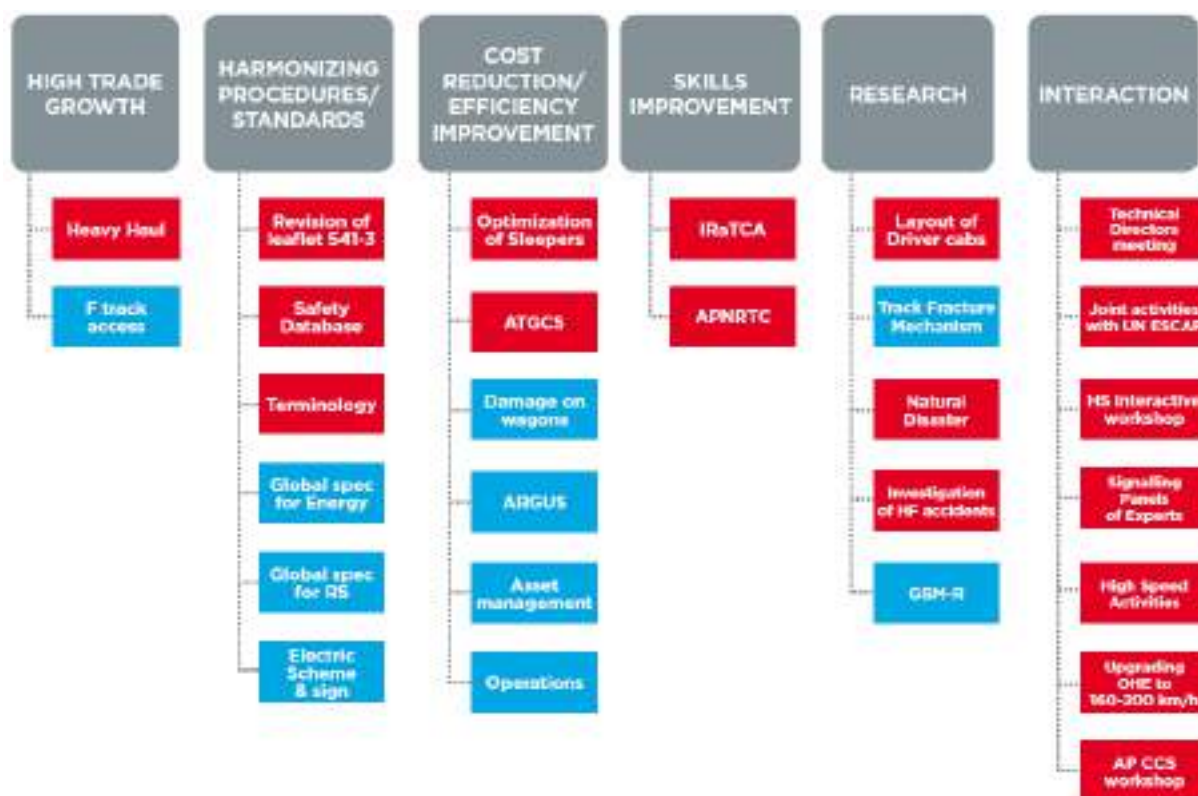 HIGH TRADE
GROWTH
Heavy Haul
F track
access
HARMONIZING
PROCEDURES/
STANDARDS
Revision of
leaflet 541-3
Safety
Database
Terminology
Global spec
for Energy
Global spec
for RS
Electric
Scheme
& sign
COST
REDUCTION/
EFFICIENCY
IMPROVEMENT
Optimization
of Sleepers
ATGCS
Damage on
wagons
ARGUS
Asset
management
Operations
SKILLS
IMPROVEMENT
IRaTCA
APNRTC
RESEARCH
Layout of
Driver cabs
Track Fracture
Mechanism
Natural
Disaster
Investigation
of HF accidents
GSM-R
INTERACTION
Technical
Directors
meeting
Joint activities
with UN ESCAP
HS Interactive
workshop
Signalling
Panels
of Experts
High Speed
Activities
Upgrading
OHE to
160-200 km/h
AP CCS
workshop